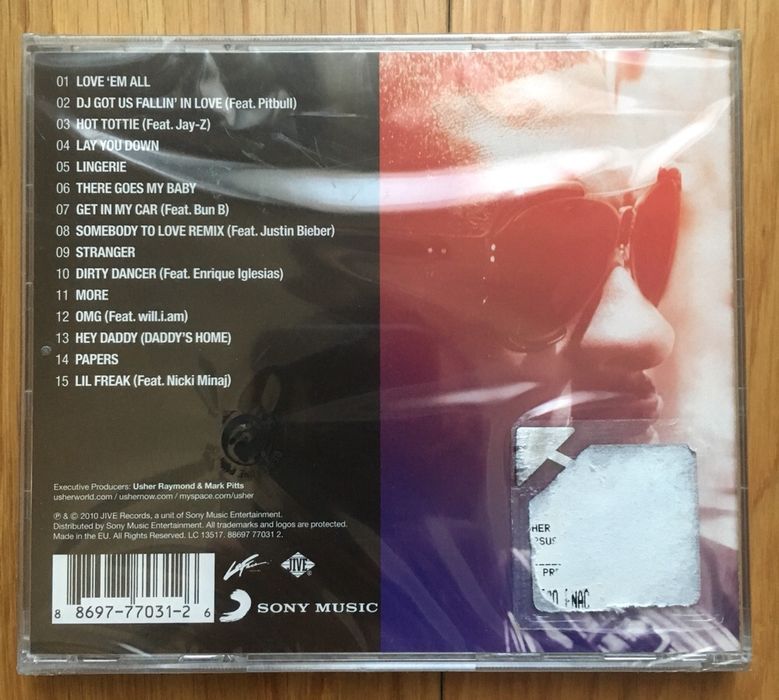 01 LOVE 'EM ALL
02 DJ GOT US FALLIN' IN LOVE (Feat. Pitbull)
03 HOT TOTTIE (Feat. Jay-Z)
04 LAY YOU DOWN
05 LINGERIE
06 THERE GOES MY BABY
07 GET IN MY CAR (Feat. Bun B)
08 SOMEBODY TO LOVE REMIX (Feat. Justin Bieber)
09 STRANGER
10 DIRTY DANCER (Feat. Enrique Iglesias)
11 MORE
12 OMG (Feat. will.i.am)
13 HEY DADDY (DADDY'S HOME)
14 PAPERS
15 LIL FREAK (Feat. Nicki Minaj)
Executive Producers: Usher Raymond & Mark Pitts
usherworld.com / ushernow.com / myspace.com/usher
℗ & © 2010 JIVE Records, a unit of Sony Music Entertainment.
Distributed by Sony Music Entertainment. All trademarks and logos are protected.
Made in the EU. All Rights Reserved. LC 13517. 88697 77031 2.
JIVE
8 8697-77031-2 6
SONY MUSIC
HER
PR
FNAC